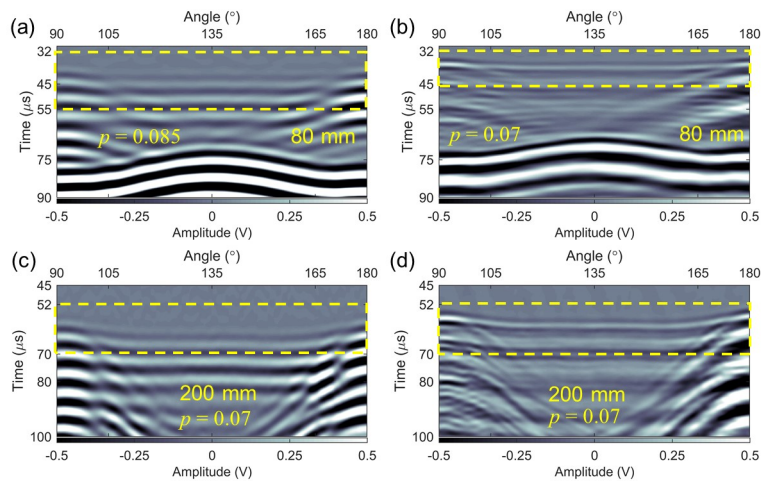 (a)
Angle (°)
90 105 135 165 180
32
45
55
75
90
Time (μs)
p = 0.085
80 mm
-0.5 -0.25 0 0.25 0.5
Amplitude (V)
(b)
Angle (°)
90 105 135 165 180
32
45
55
75
90
Time (μs)
p = 0.07
80 mm
-0.5 -0.25 0 0.25 0.5
Amplitude (V)
(c)
Angle (°)
90 105 135 165 180
45
52
70
80
100
Time (μs)
200 mm
p = 0.07
-0.5 -0.25 0 0.25 0.5
Amplitude (V)
(d)
Angle (°)
90 105 135 165 180
45
52
70
80
100
Time (μs)
200 mm
p = 0.07
-0.5 -0.25 0 0.25 0.5
Amplitude (V)